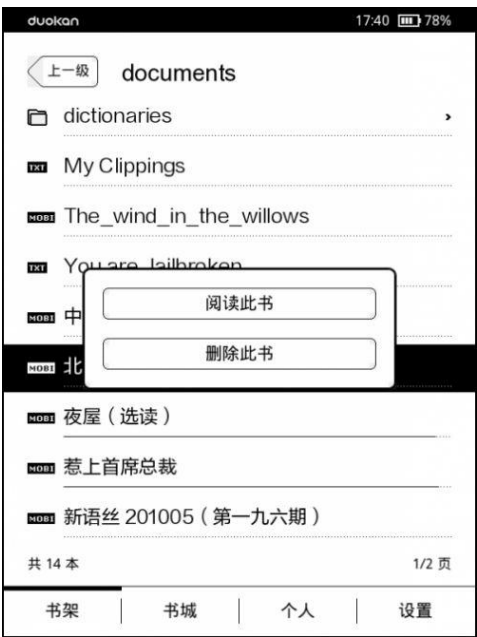 duokan 17:40 78%
上一级 documents
dictionaries
TXT My Clippings
MOBI The_wind_in_the_willows
TXT You are Jailbroken
阅读此书
MOBI 中
删除此书
MOBI 北
MOBI 夜屋(选读)
MOBI 惹上首席总裁
MOBI 新语丝 201005(第一九六期)
共 14 本 1/2 页
书架 书城 个人 设置